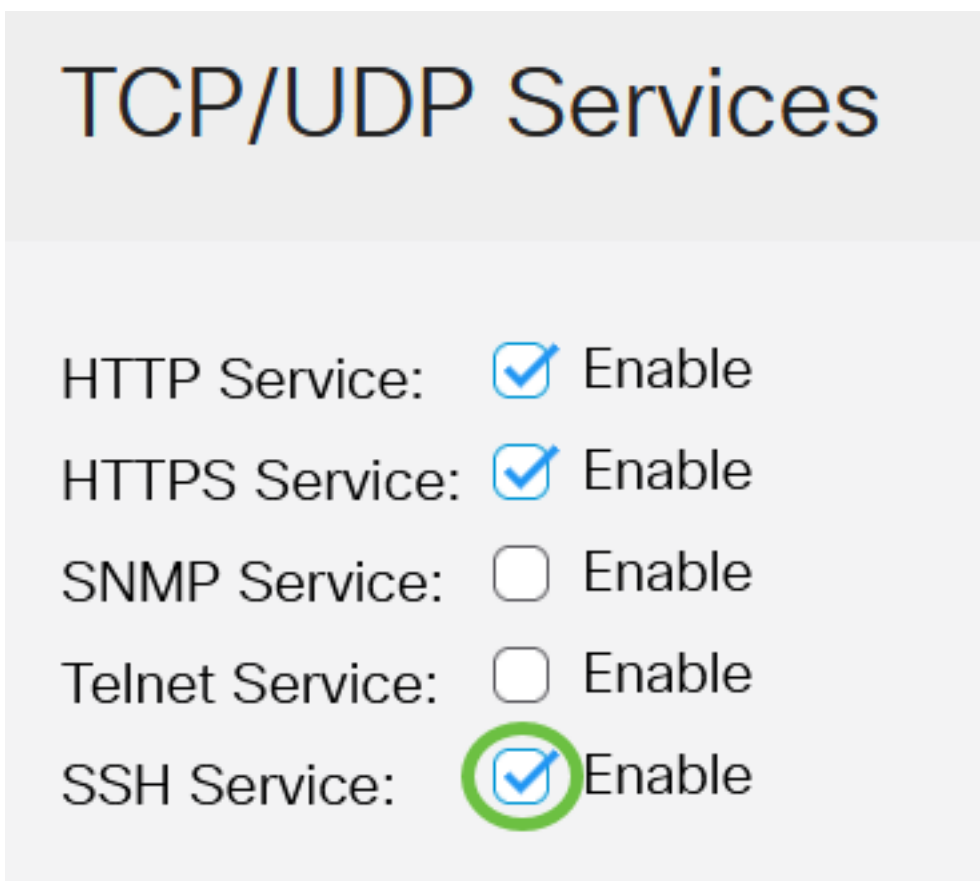 TCP/UDP Services
HTTP Service: Enable
HTTPS Service: Enable
SNMP Service: Enable
Telnet Service: Enable
SSH Service: Enable